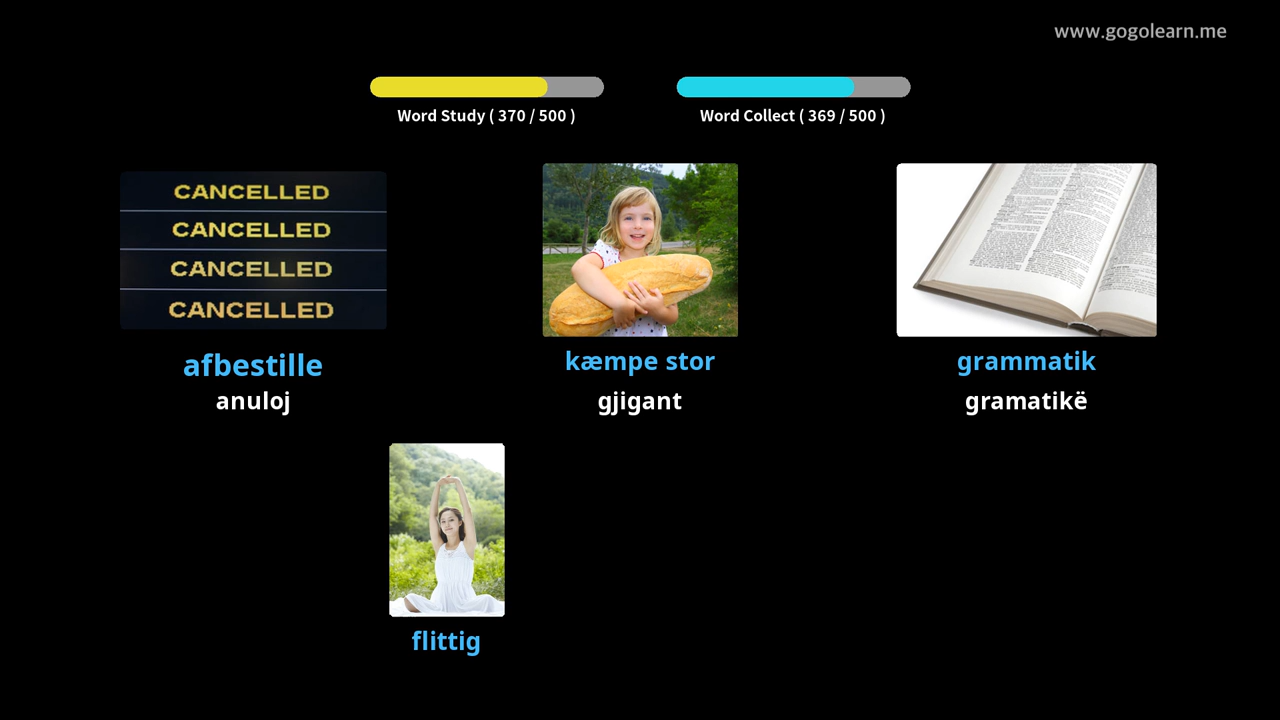 www.gogolearn.me
Word Study ( 370 / 500 )
Word Collect ( 369 / 500 )
CANCELLED
CANCELLED
CANCELLED
CANCELLED
afbestille
anuloj
kæmpe stor
gjigant
grammatik
gramatikë
flittig